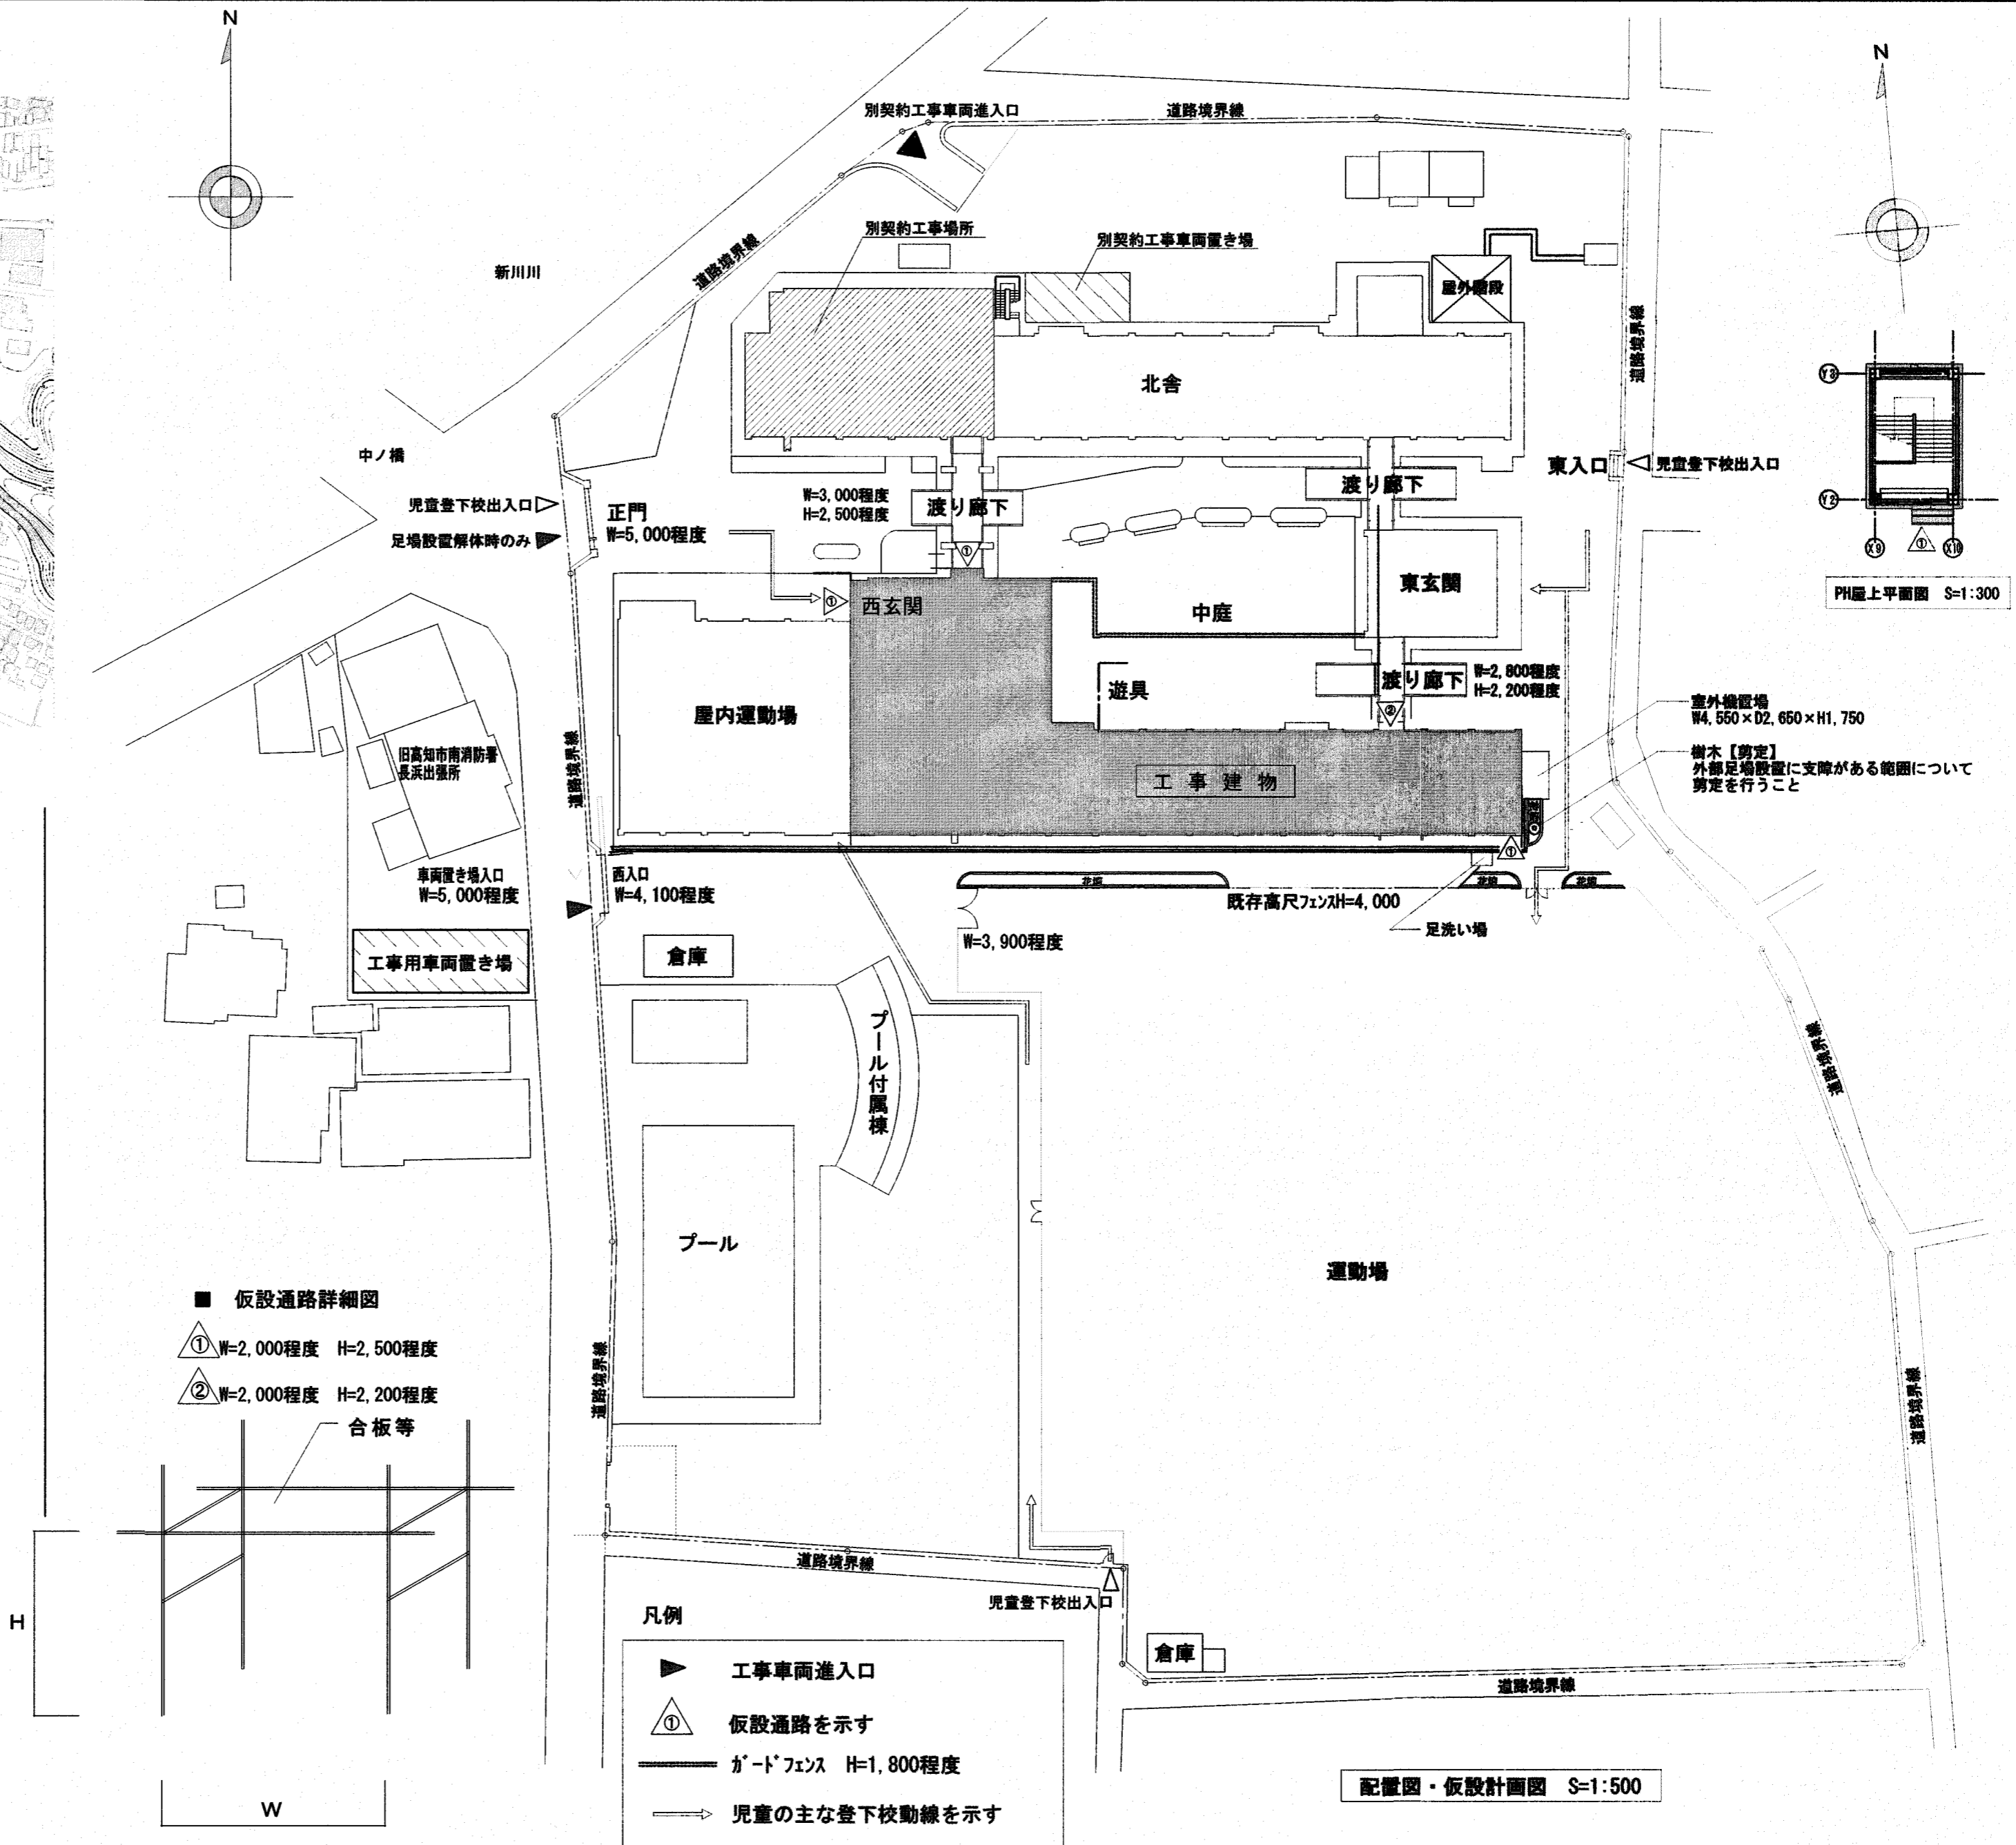 N
N
別契約工事車両進入口
道路境界線
別契約工事場所
別契約工事車両置き場
道路境界線
新川川
屋外階段
道路境界線
北舎
中ノ橋
東入口
児童登下校出入口
児童登下校出入口
正門
W=5,000程度
足場設置解体時のみ
W=3,000程度
H=2,500程度
渡り廊下
渡り廊下
①
Y3
Y2
X9
①
X10
PH屋上平面図 S=1:300
①
西玄関
中庭
東玄関
遊具
渡り廊下
W=2,800程度
H=2,200程度
②
屋内運動場
工事建物
室外機置場
W4,550×D2,650×H1,750
樹木【剪定】
外部足場設置に支障がある範囲について
剪定を行うこと
旧高知市南消防署
長浜出張所
道路境界線
①
車両置き場入口
W=5,000程度
西入口
W=4,100程度
花壇
花壇
花壇
既存高尺フェンスH=4,000
足洗い場
W=3,900程度
倉庫
工事用車両置き場
プール付属棟
道路境界線
プール
運動場
■ 仮設通路詳細図
① W=2,000程度 H=2,500程度
② W=2,000程度 H=2,200程度
合板等
道路境界線
道路境界線
H
W
道路境界線
児童登下校出入口
倉庫
道路境界線
凡例
工事車両進入口
① 仮設通路を示す
ガードフェンス H=1,800程度
児童の主な登下校動線を示す
配置図・仮設計画図 S=1:500